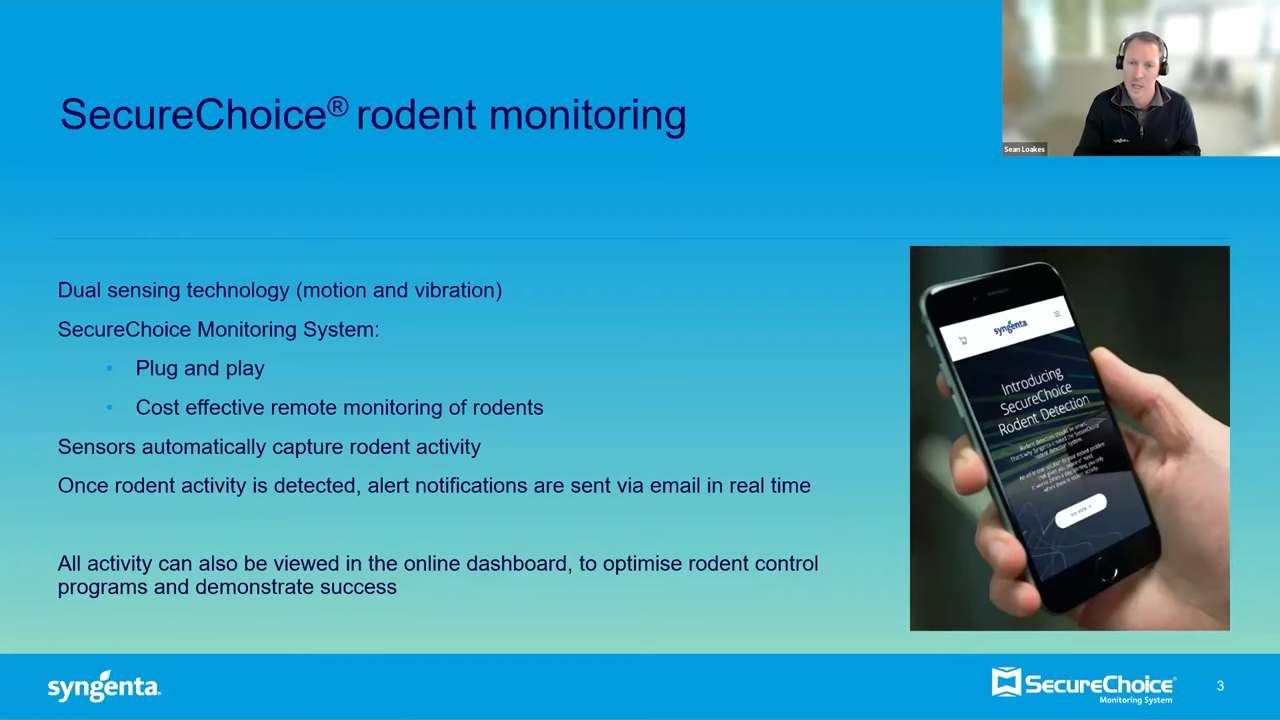 SecureChoice® rodent monitoring
Sean Loakes
syngenta
Dual sensing technology (motion and vibration)
SecureChoice Monitoring System:
• Plug and play
• Cost effective remote monitoring of rodents
Sensors automatically capture rodent activity
Once rodent activity is detected, alert notifications are sent via email in real time
All activity can also be viewed in the online dashboard, to optimise rodent control
programs and demonstrate success
syngenta
Introducing
SecureChoice
Rodent Detection
syngenta
SecureChoice®
Monitoring System
3